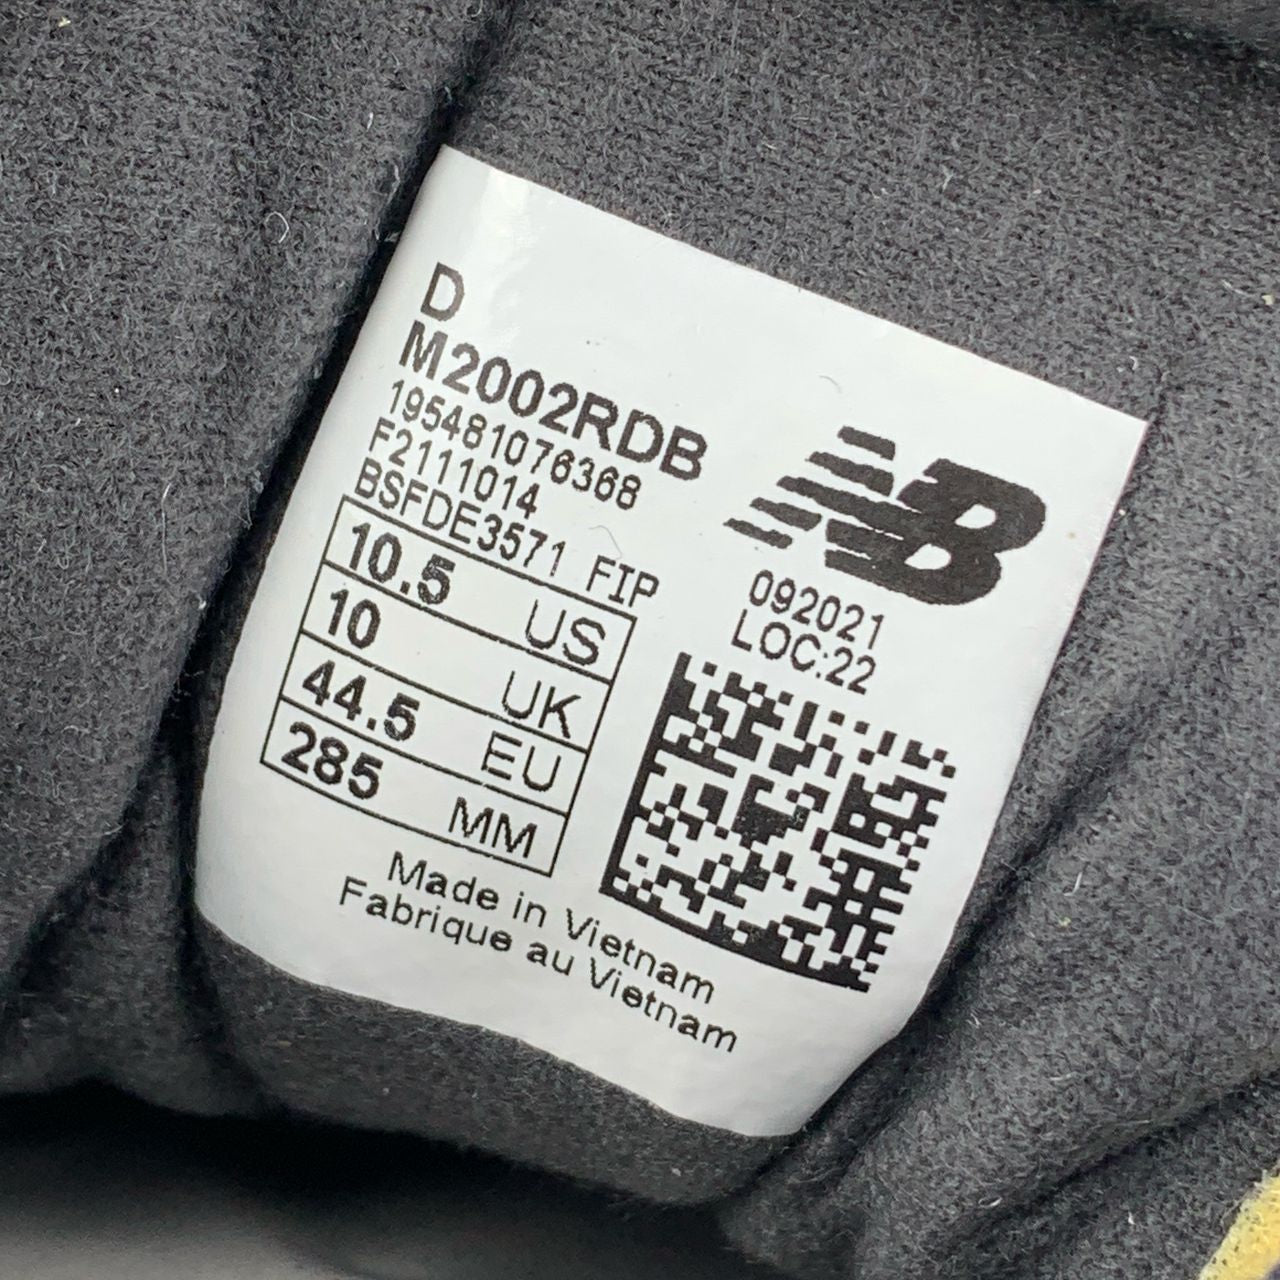 D
M2002RDB
195481076368
F2111014
BSFDE3571 FIP
10.5 US
10 UK
44.5 EU
285 MM
NB
092021
LOC:22
Made in Vietnam
Fabrique au Vietnam